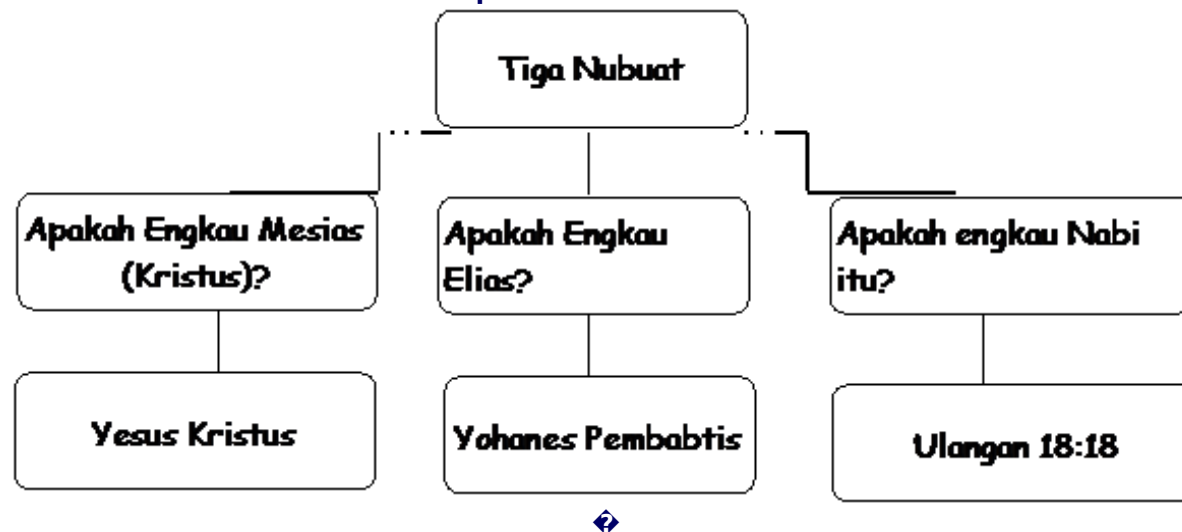 Tiga Nubuat
Apakah Engkau Mesias
(Kristus)?
Apakah Engkau
Elias?
Apakah engkau Nabi
itu?
Yesus Kristus
Yohanes Pembabtis
Ulangan 18:18